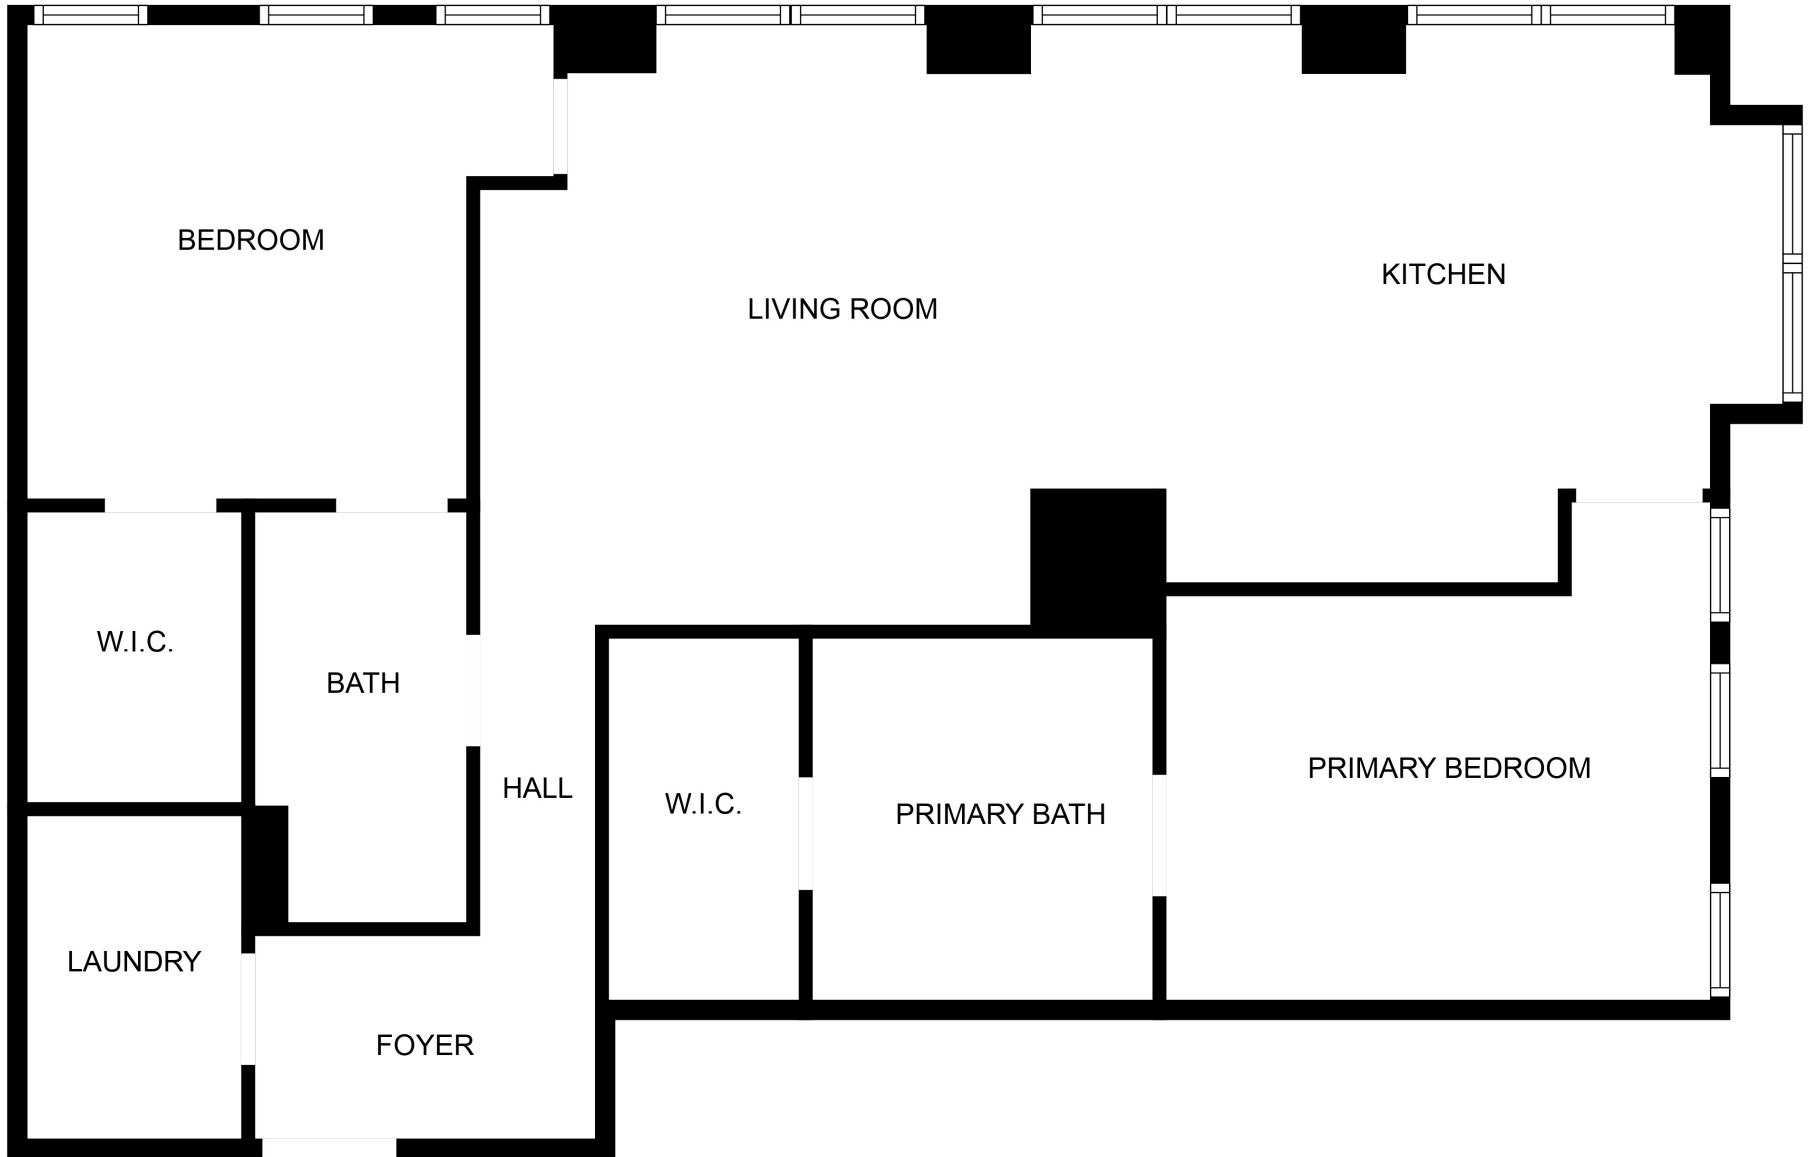 BEDROOM
KITCHEN
LIVING ROOM
W.I.C.
BATH
PRIMARY BEDROOM
HALL
W.I.C.
PRIMARY BATH
LAUNDRY
FOYER